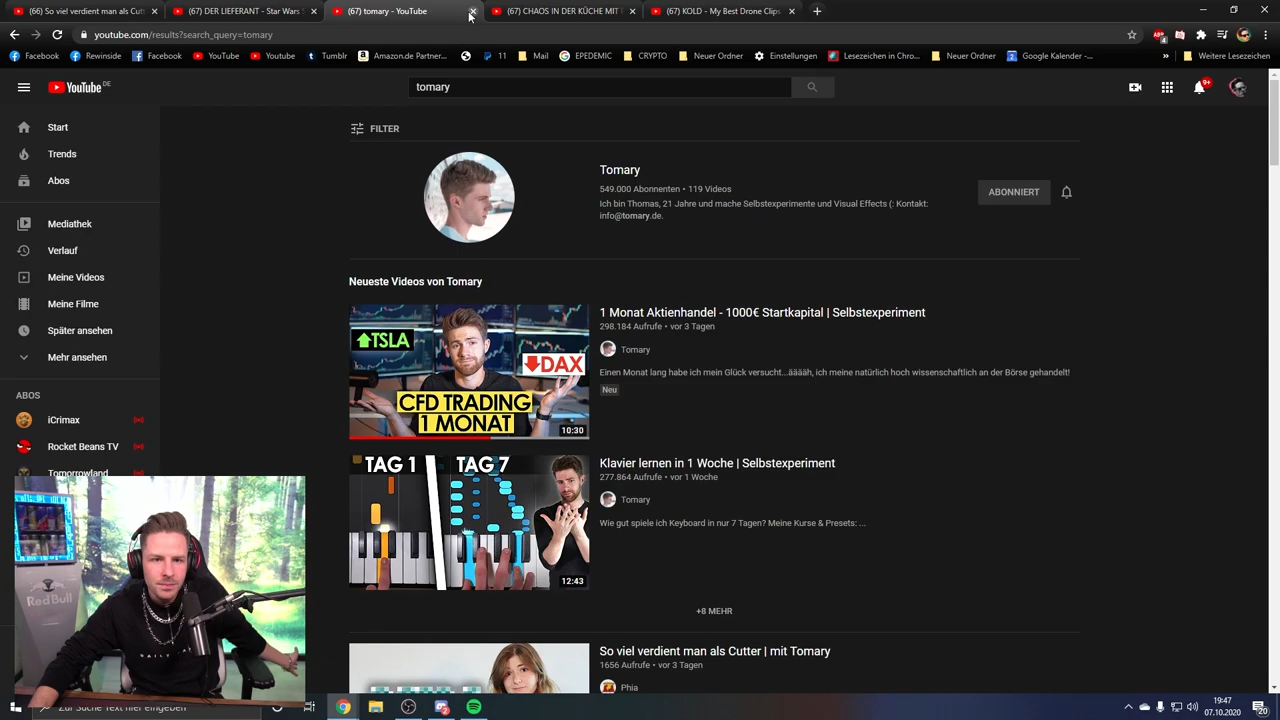 (66) So viel verdient man als Cutter
(67) DER LIEFERANT - Star Wars S
(67) tomary - YouTube
(67) CHAOS IN DER KÜCHE MIT F
(67) KOLD - My Best Drone Clips
youtube.com/results?search_query=tomary
Facebook
Rewinside
Facebook
YouTube
Youtube
Tumblr
Amazon.de Partner...
11
Mail
EPEDEMIC
CRYPTO
Neuer Ordner
Einstellungen
Lesezeichen in Chro...
Neuer Ordner
Google Kalender -...
»
Weitere Lesezeichen
YouTube DE
tomary
9+
Start
Trends
Abos
Mediathek
Verlauf
Meine Videos
Meine Filme
Später ansehen
Mehr ansehen
ABOS
iCrimax
Rocket Beans TV
Tomorrowland
FILTER
Tomary
549.000 Abonnenten • 119 Videos
Ich bin Thomas, 21 Jahre und mache Selbstexperimente und Visual Effects (: Kontakt:
info@tomary.de.
ABONNIERT
Neueste Videos von Tomary
TSLA
DAX
CFD TRADING
1 MONAT
10:30
1 Monat Aktienhandel - 1000€ Startkapital | Selbstexperiment
298.184 Aufrufe • vor 3 Tagen
Tomary
Einen Monat lang habe ich mein Glück versucht...ääääh, ich meine natürlich hoch wissenschaftlich an der Börse gehandelt!
Neu
TAG 1
TAG 7
12:43
Klavier lernen in 1 Woche | Selbstexperiment
277.864 Aufrufe • vor 1 Woche
Tomary
Wie gut spiele ich Keyboard in nur 7 Tagen? Meine Kurse & Presets: ...
+8 MEHR
So viel verdient man als Cutter | mit Tomary
1656 Aufrufe • vor 3 Tagen
Phia
Red Bull
Zur Suche Text hier eingeben
19:47
07.10.2020
20